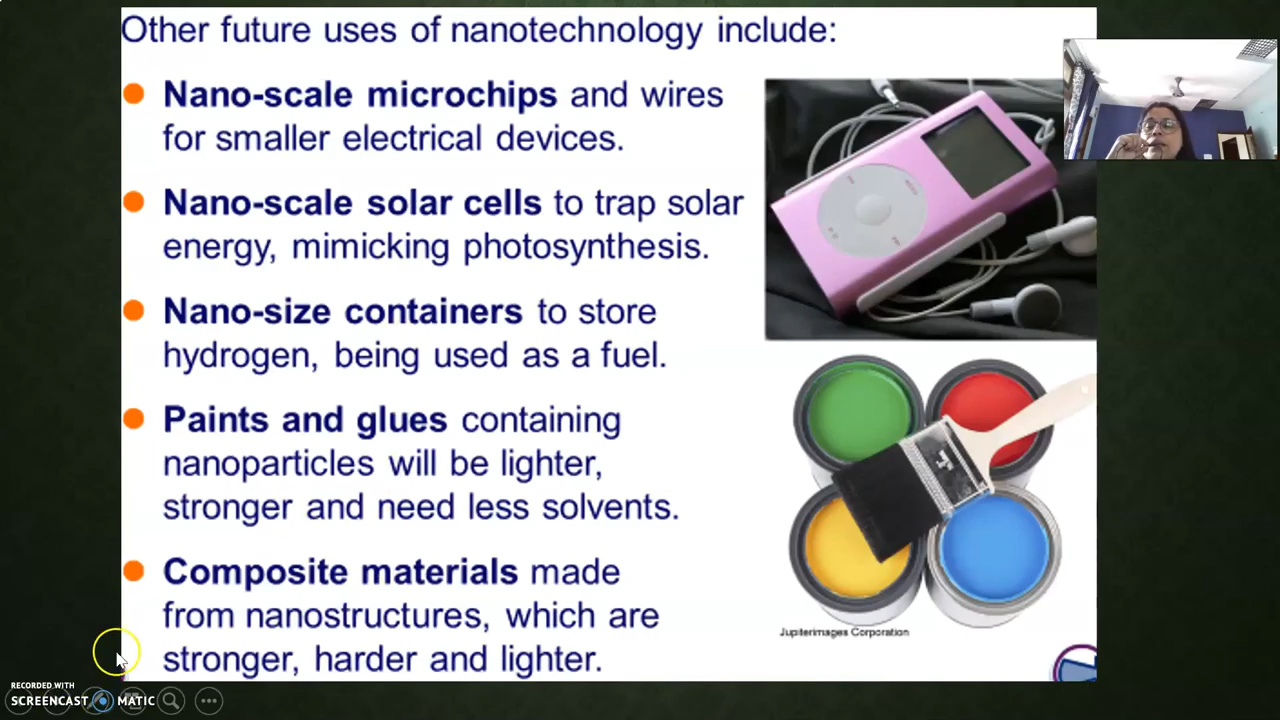 Other future uses of nanotechnology include:
Nano-scale microchips and wires
for smaller electrical devices.
Nano-scale solar cells to trap solar
energy, mimicking photosynthesis.
Nano-size containers to store
hydrogen, being used as a fuel.
Paints and glues containing
nanoparticles will be lighter,
stronger and need less solvents.
Composite materials made
from nanostructures, which are
stronger, harder and lighter.
Jupiterimages Corporation
RECORDED WITH
SCREENCAST MATIC